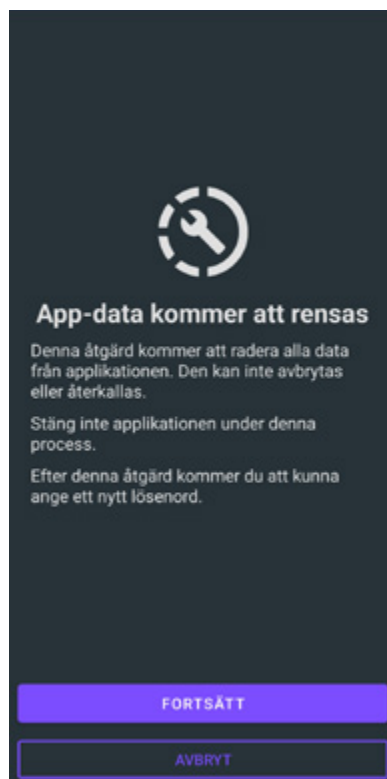 App-data kommer att rensas
Denna åtgärd kommer att radera alla data
från applikationen. Den kan inte avbrytas
eller återkallas.
Stäng inte applikationen under denna
process.
Efter denna åtgärd kommer du att kunna
ange ett nytt lösenord.
FORTSÄTT
AVBRYT